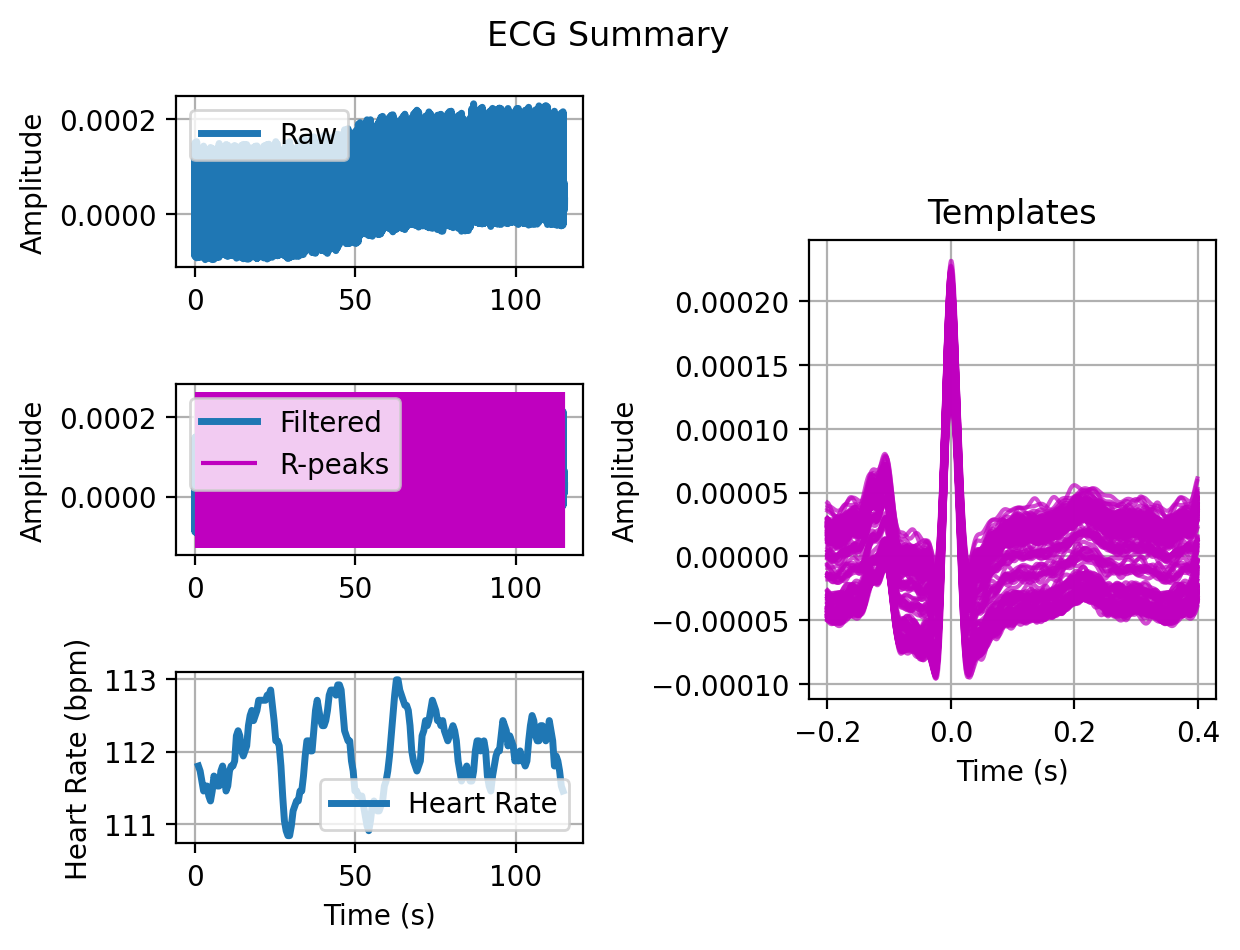 ECG Summary
Amplitude
0.0002
0.0000
Raw
0 50 100
Amplitude
0.0002
0.0000
Filtered
R-peaks
0 50 100
Heart Rate (bpm)
113
112
111
Heart Rate
0 50 100
Time (s)
Templates
Amplitude
0.00020
0.00015
0.00010
0.00005
0.00000
−0.00005
−0.00010
−0.2 0.0 0.2 0.4
Time (s)